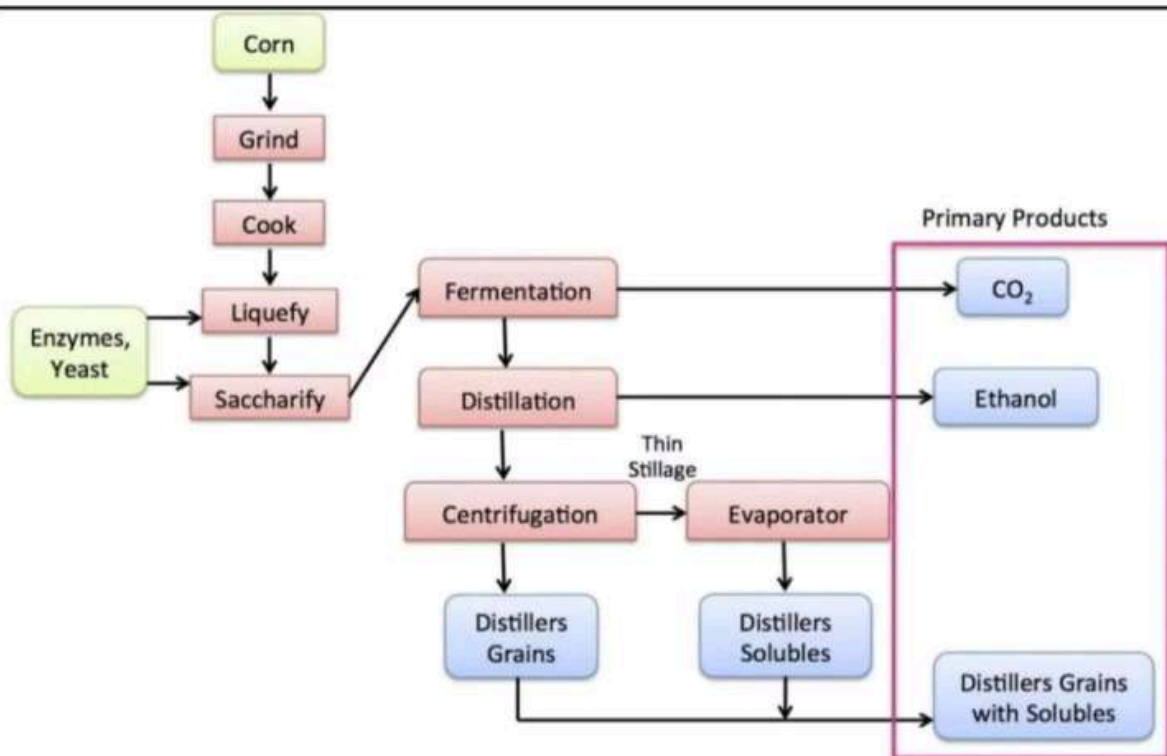 Corn
Grind
Cook
Primary Products
Fermentation
CO₂
Liquefy
Enzymes,
Yeast
Saccharify
Distillation
Ethanol
Thin
Stillage
Centrifugation
Evaporator
Distillers
Grains
Distillers
Solubles
Distillers Grains
with Solubles